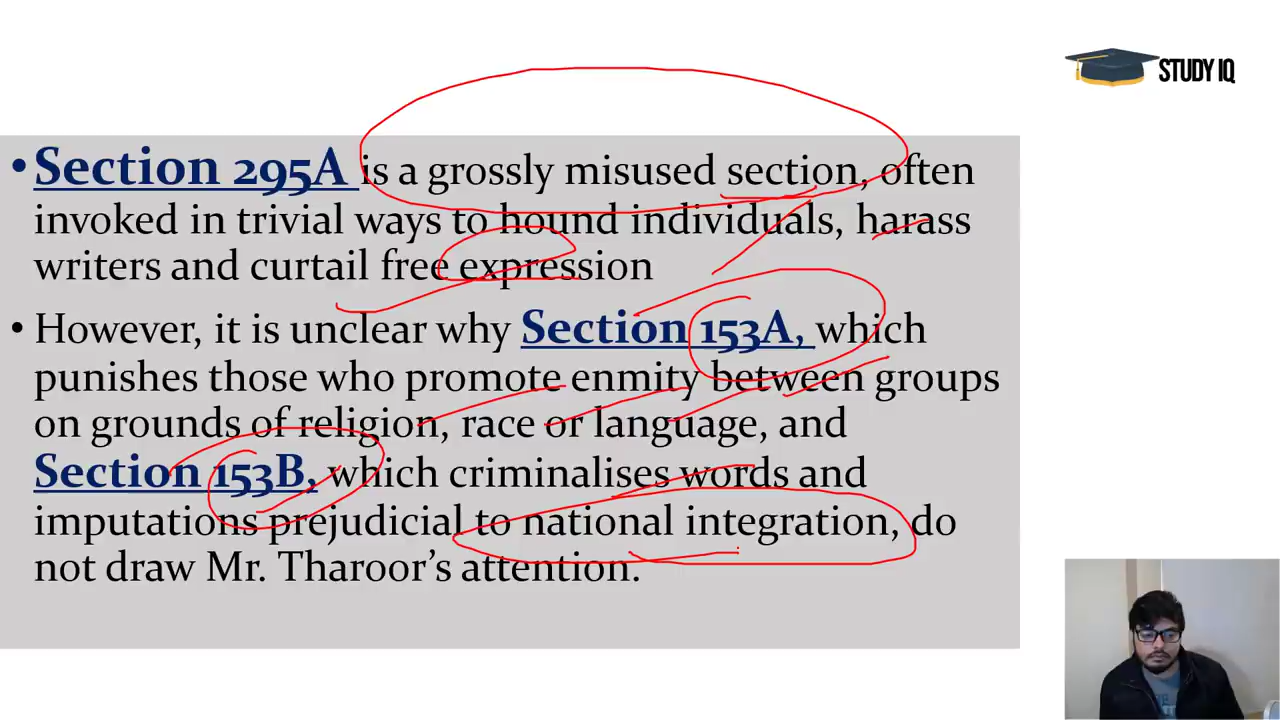 STUDY IQ
•Section 295A is a grossly misused section, often
invoked in trivial ways to hound individuals, harass
writers and curtail free expression
• However, it is unclear why Section 153A, which
punishes those who promote enmity between groups
on grounds of religion, race or language, and
Section 153B, which criminalises words and
imputations prejudicial to national integration, do
not draw Mr. Tharoor's attention.